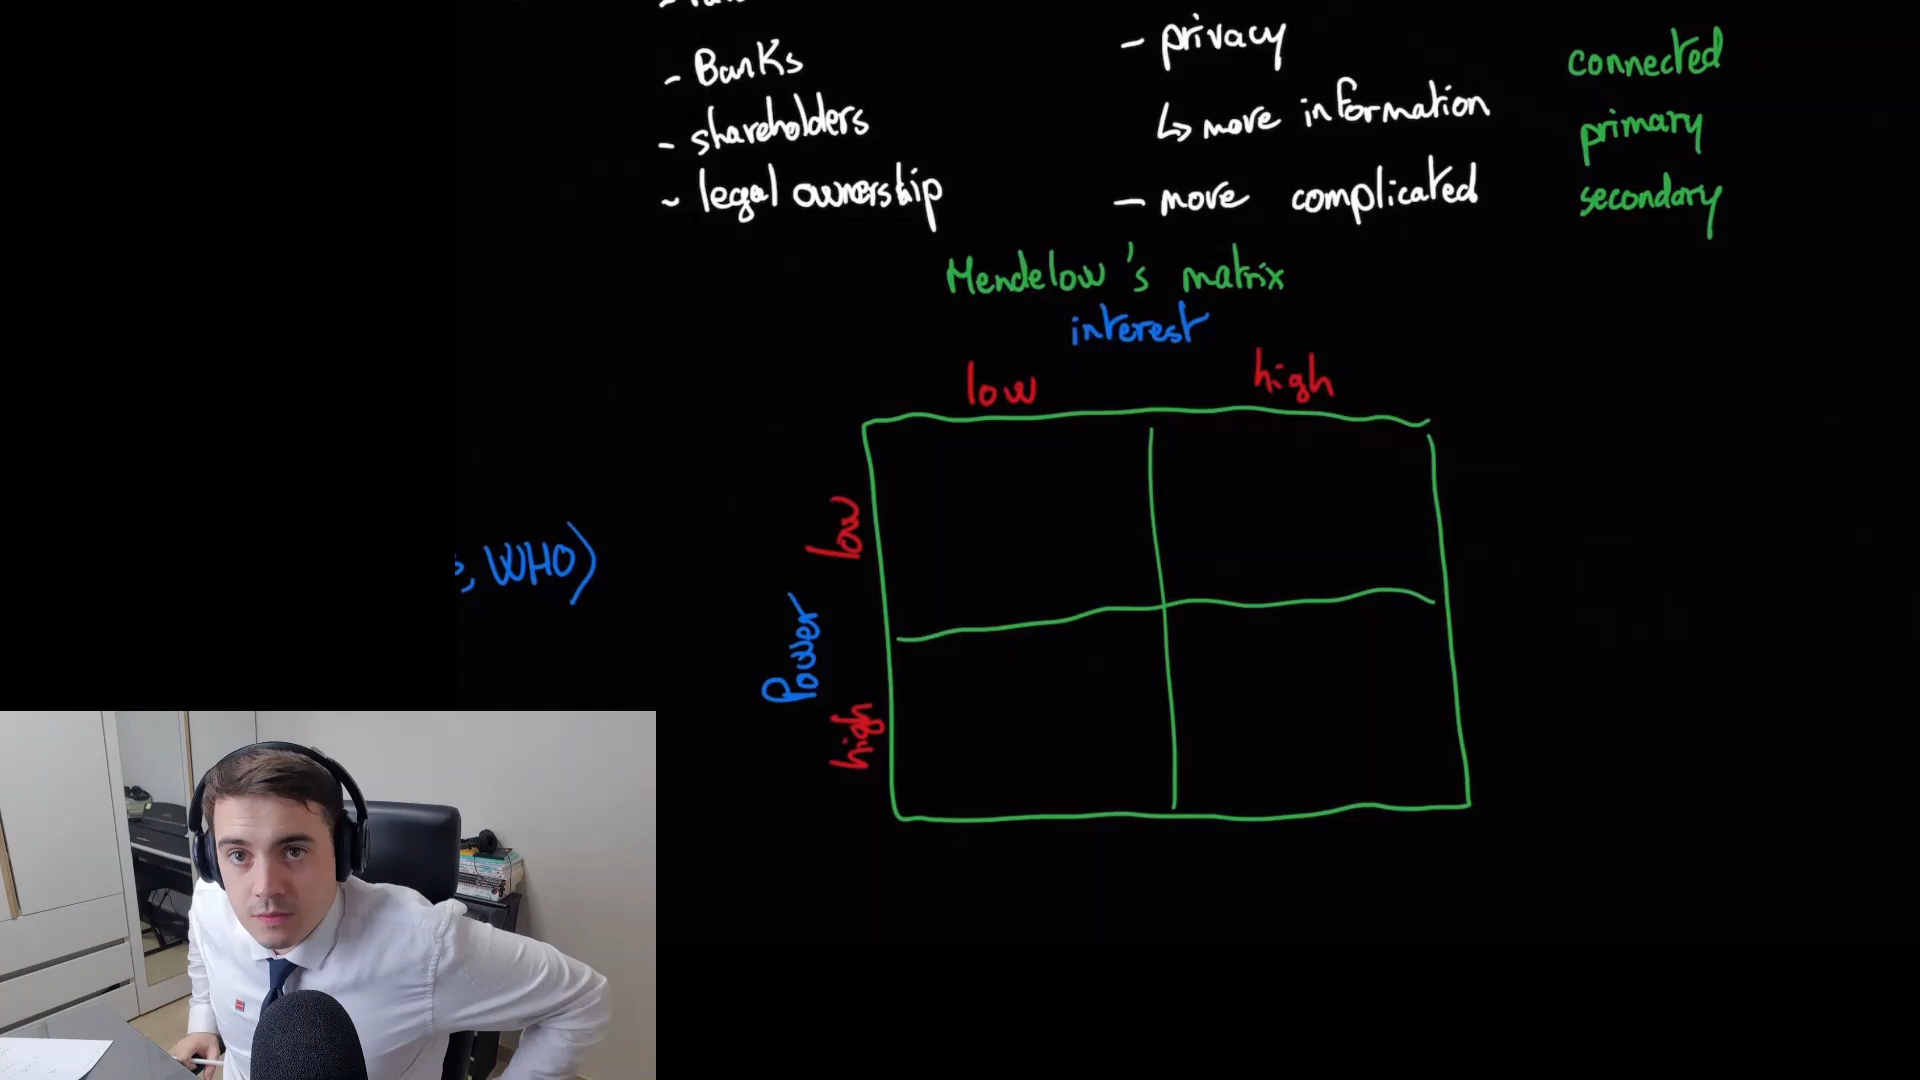 - Banks
- shareholders
- legal ownership
- privacy
↳ more information
- more complicated
connected
primary
secondary
Mendelow's matrix
interest
low high
low
Power
high
, WHO)